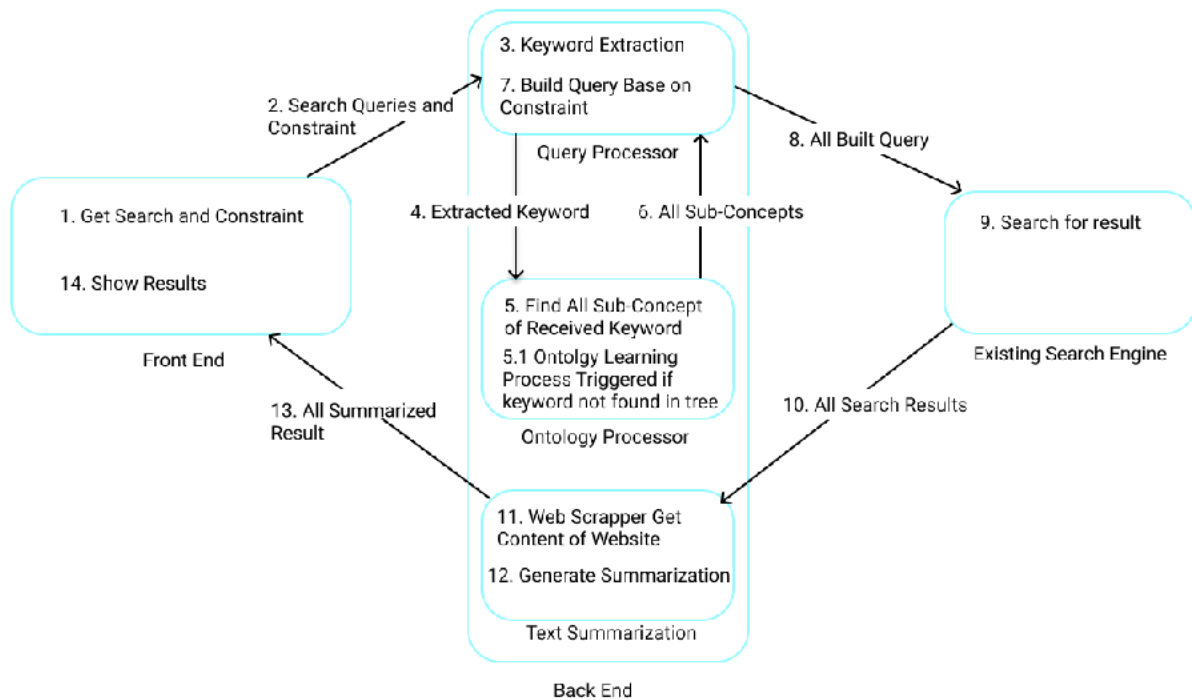 3. Keyword Extraction
7. Build Query Base on
Constraint
Query Processor
2. Search Queries and
Constraint
8. All Built Query
1. Get Search and Constraint
14. Show Results
Front End
4. Extracted Keyword
6. All Sub-Concepts
9. Search for result
Existing Search Engine
5. Find All Sub-Concept
of Received Keyword
5.1 Ontolgy Learning
Process Triggered if
keyword not found in tree
Ontology Processor
13. All Summarized
Result
10. All Search Results
11. Web Scrapper Get
Content of Website
12. Generate Summarization
Text Summarization
Back End